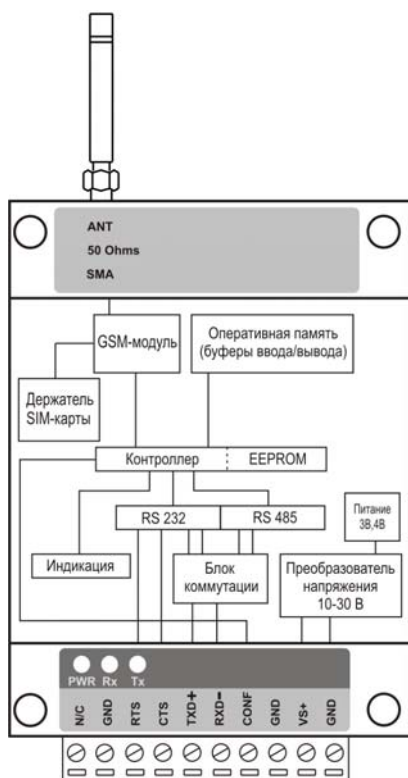 ANT
50 Ohms
SMA
GSM-модуль
Оперативная память
(буферы ввода/вывода)
Держатель
SIM-карты
Контроллер
EEPROM
RS 232
RS 485
Питание
3В,4В
Индикация
Блок
коммутации
Преобразователь
напряжения
10-30 В
PWR Rx Tx
N/C
GND
RTS
CTS
TXD+
RXD-
CONF
GND
VS+
GND